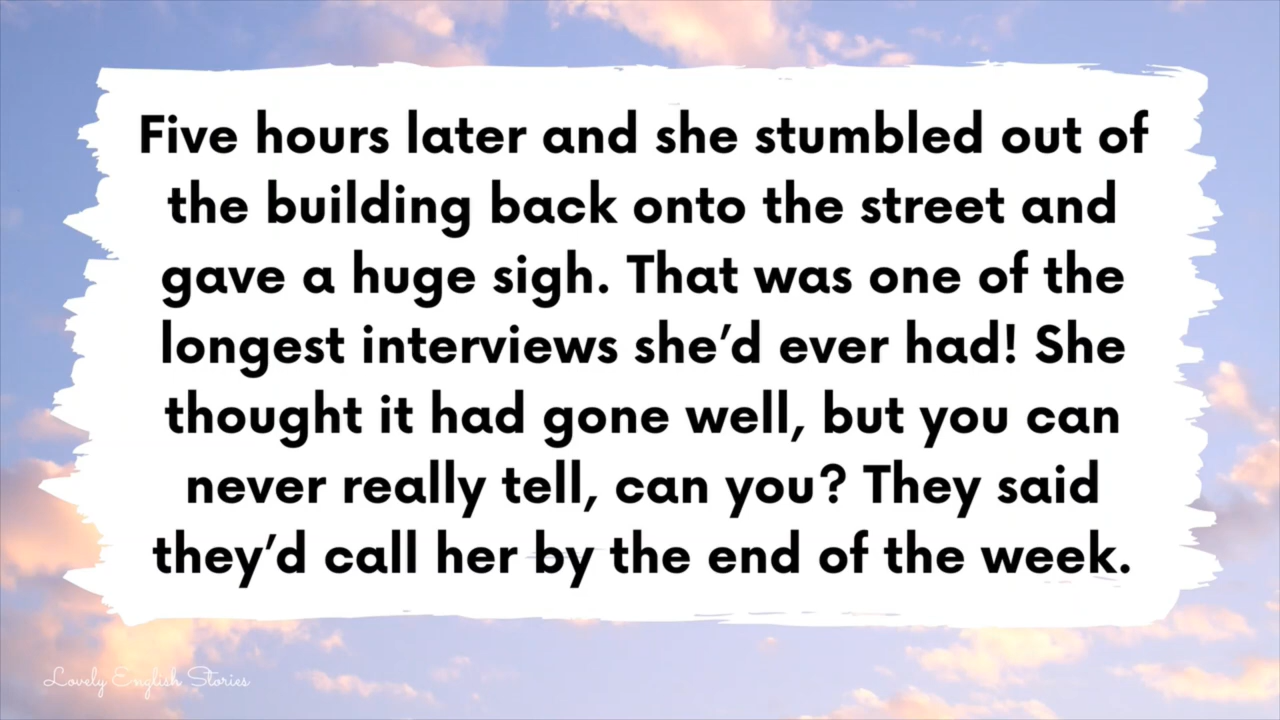 Five hours later and she stumbled out of
the building back onto the street and
gave a huge sigh. That was one of the
longest interviews she’d ever had! She
thought it had gone well, but you can
never really tell, can you? They said
they’d call her by the end of the week.
Lovely English Stories